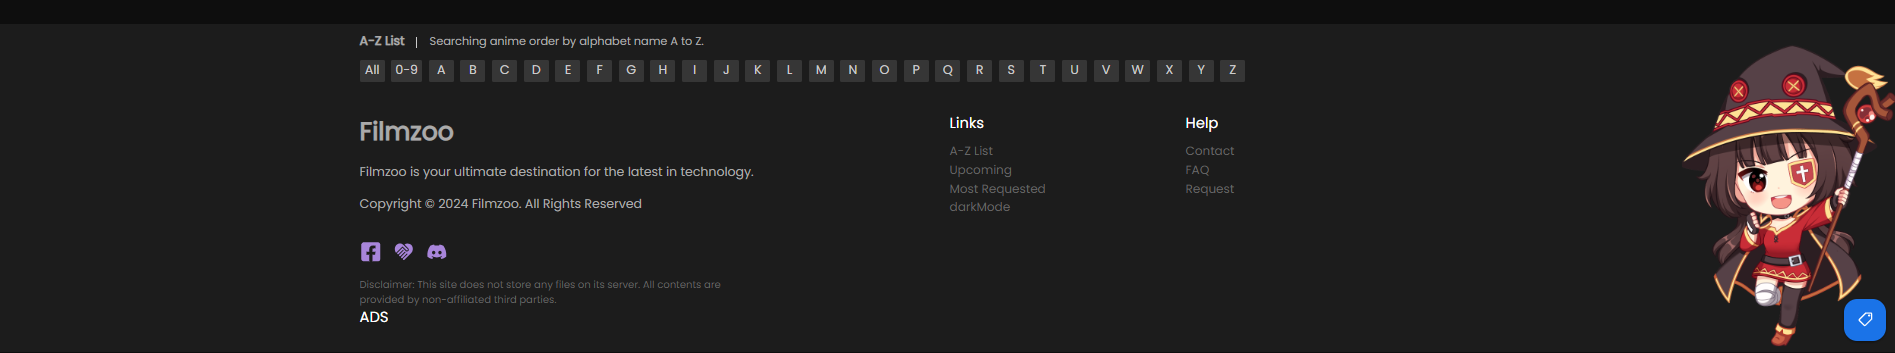 A-Z List | Searching anime order by alphabet name A to Z.
All 0-9 A B C D E F G H I J K L M N O P Q R S T U V W X Y Z
Filmzoo
Filmzoo is your ultimate destination for the latest in technology.
Copyright © 2024 Filmzoo. All Rights Reserved
Disclaimer: This site does not store any files on its server. All contents are
provided by non-affiliated third parties.
ADS
Links
A-Z List
Upcoming
Most Requested
darkMode
Help
Contact
FAQ
Request